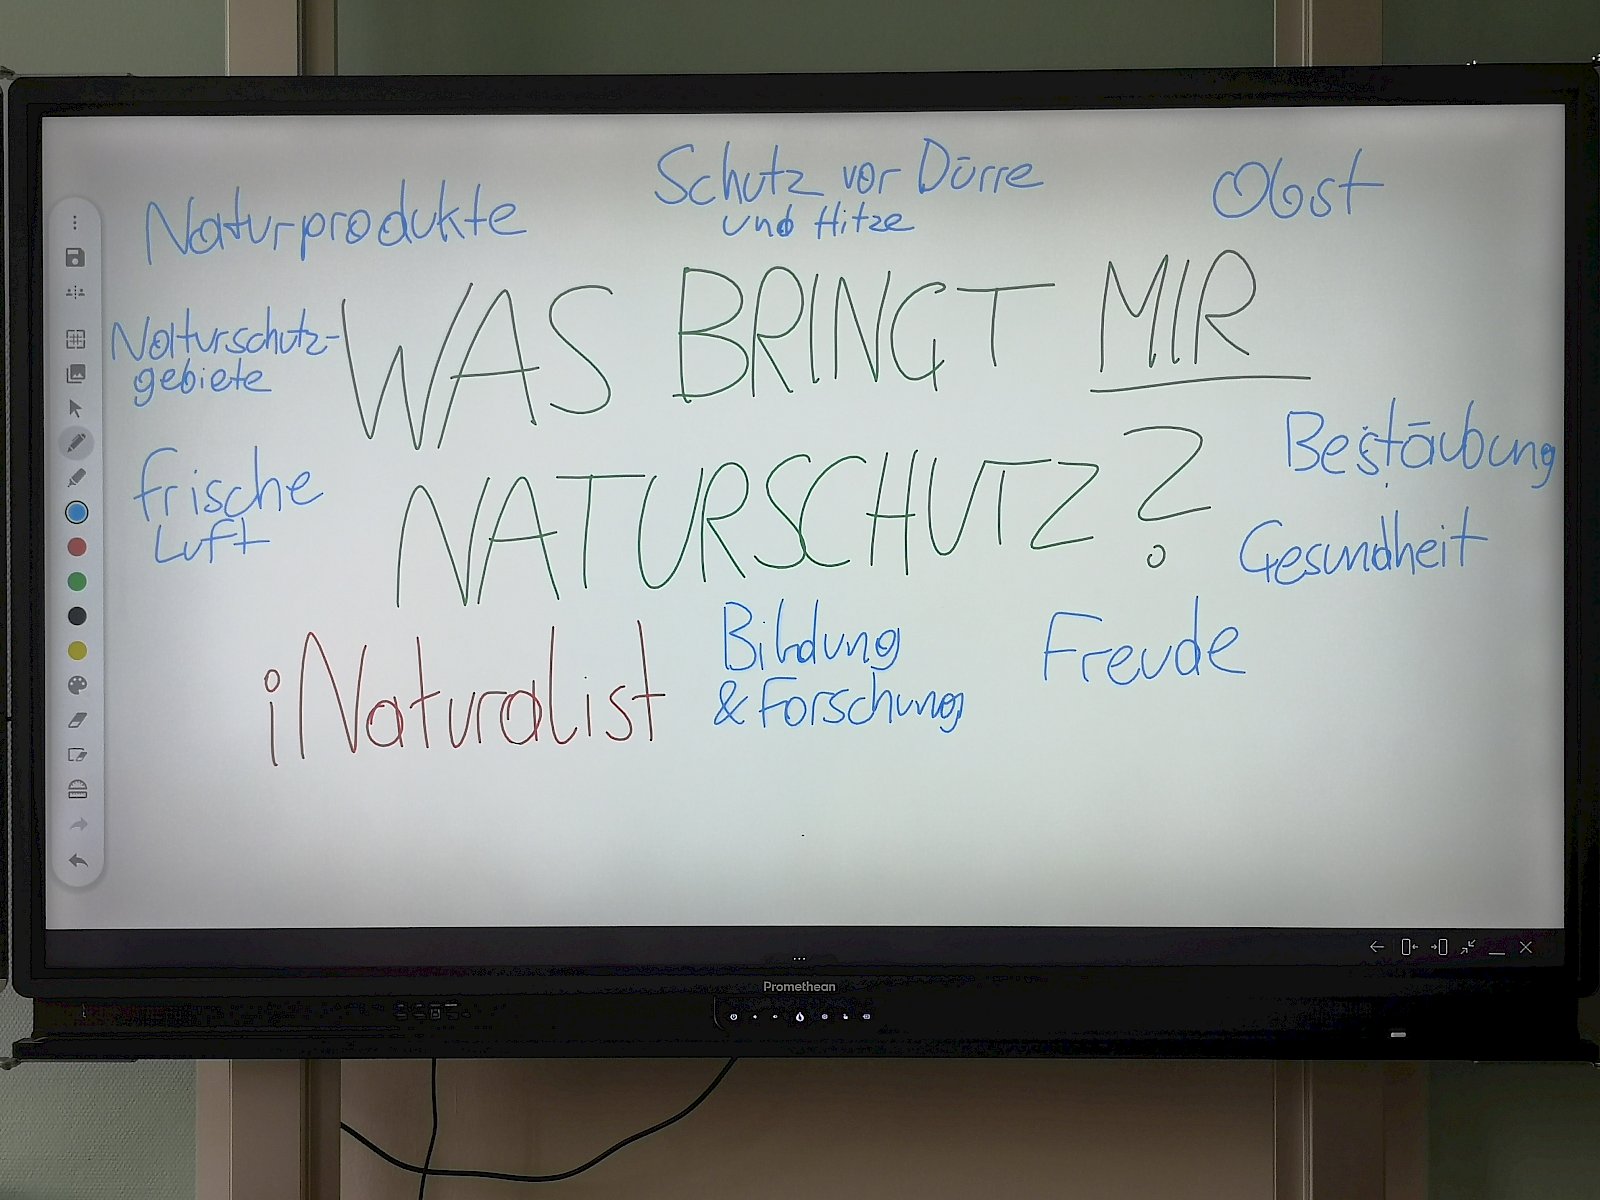 Naturprodukte
Schutz vor Dürre
und Hitze
Obst
WAS BRINGT MIR
NATURSCHUTZ?
Naturschutz-
gebiete
frische
Luft
Bestäubung
Gesundheit
iNaturalist
Bildung
& Forschung
Freude
Promethean